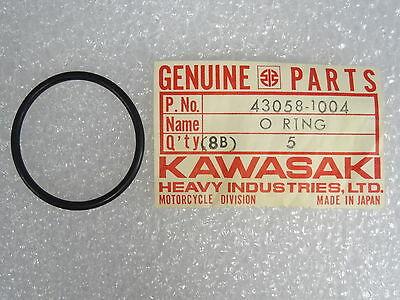 GENUINE PARTS
P. No. 43058-1004
Name O RING
Q'ty (8B) 5
KAWASAKI
HEAVY INDUSTRIES, LTD.
MOTORCYCLE DIVISION MADE IN JAPAN